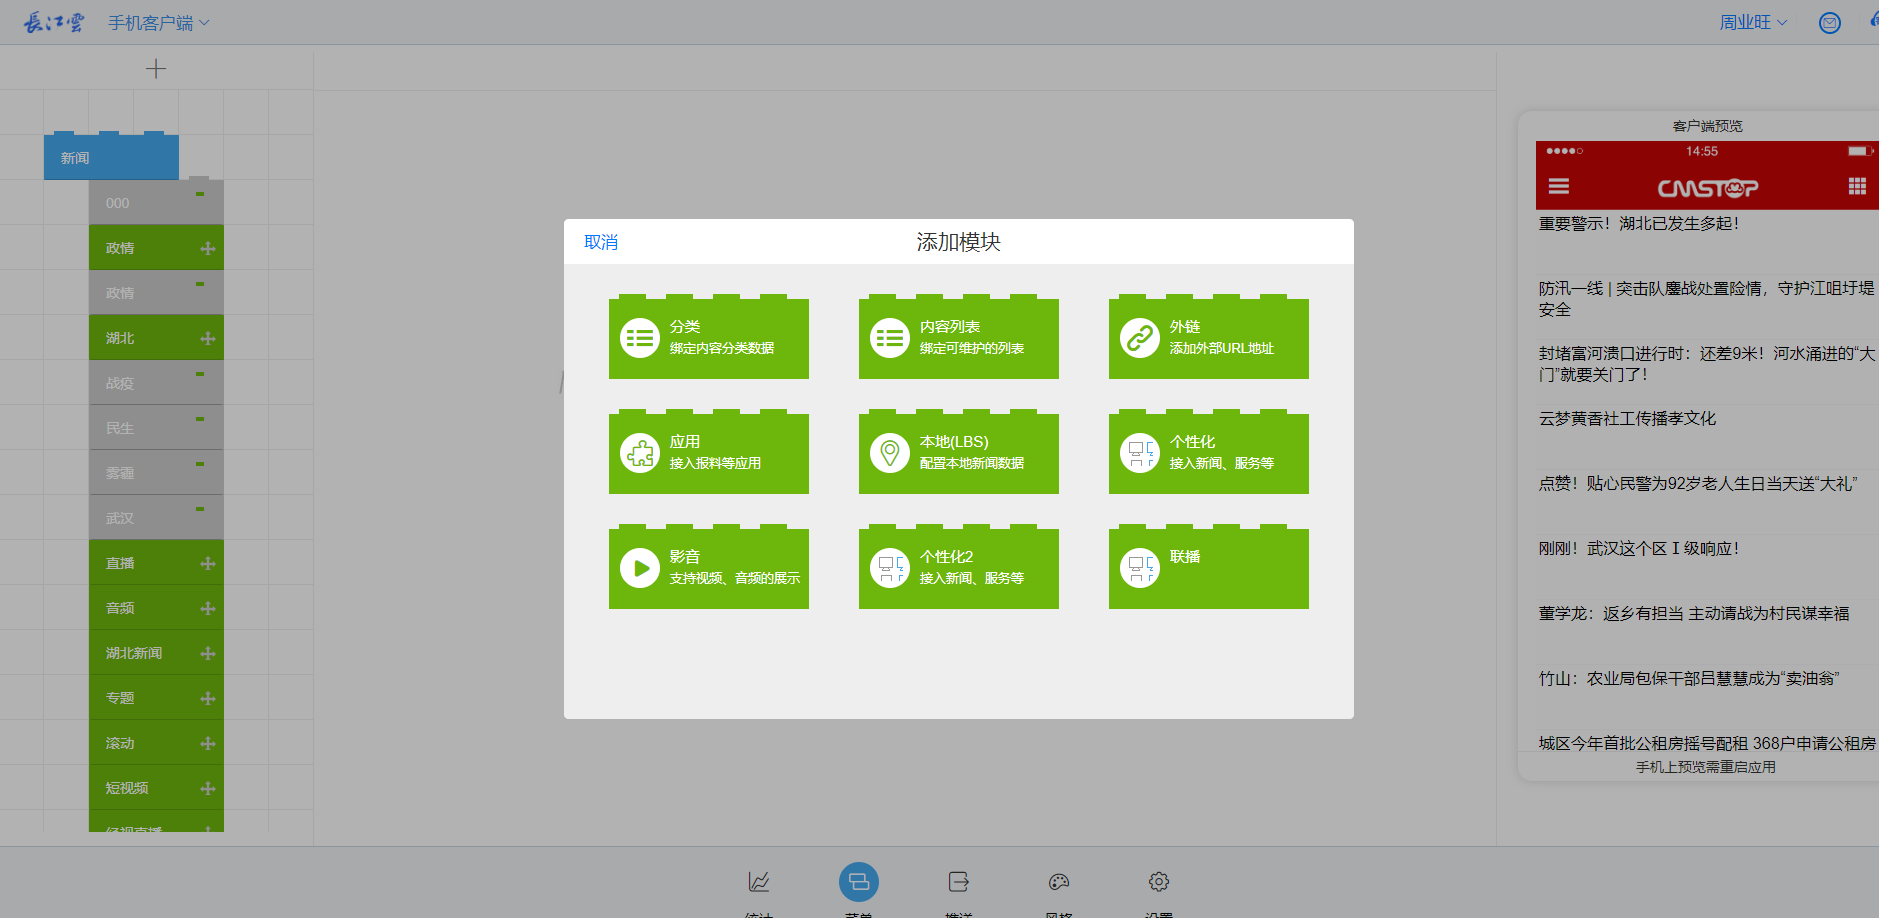 長江雲 手机客户端
周业旺
新闻
000
政情
政情
湖北
战疫
民生
雾霾
武汉
直播
音频
湖北新闻
专题
滚动
短视频
经视直播
取消
添加模块
分类
绑定内容分类数据
内容列表
绑定可维护的列表
外链
添加外部URL地址
应用
接入报料等应用
本地(LBS)
配置本地新闻数据
个性化
接入新闻、服务等
影音
支持视频、音频的展示
个性化2
接入新闻、服务等
联播
客户端预览
14:55
CMSTOP
重要警示！湖北已发生多起！
防汛一线 | 突击队鏖战处置险情，守护江咀圩堤
安全
封堵富河溃口进行时：还差9米！河水涌进的“大
门”就要关门了！
云梦黄香社工传播孝文化
点赞！贴心民警为92岁老人生日当天送“大礼”
刚刚！武汉这个区Ⅰ级响应！
董学龙：返乡有担当 主动请战为村民谋幸福
竹山：农业局包保干部吕慧慧成为“卖油翁”
城区今年首批公租房摇号配租 368户申请公租房
手机上预览需重启应用
统计
菜单
推送
风格
设置